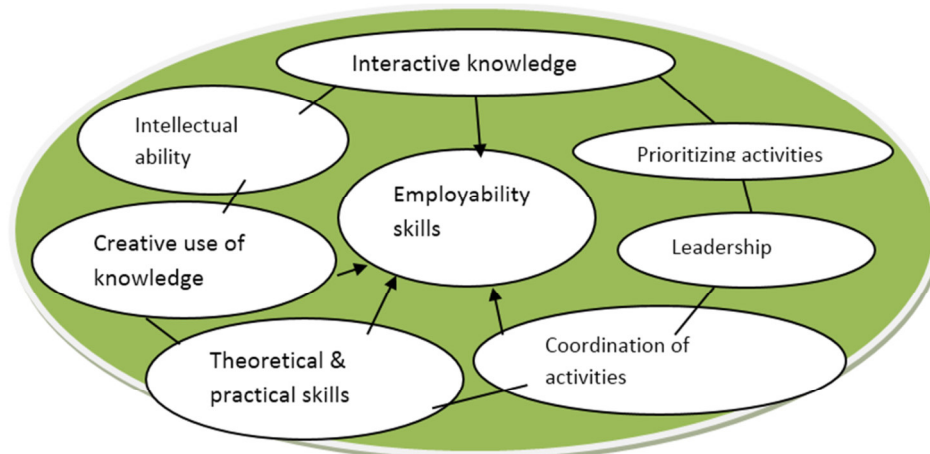 Interactive knowledge
Intellectual
ability
Prioritizing activities
Employability
skills
Creative use of
knowledge
Leadership
Theoretical &
practical skills
Coordination of
activities